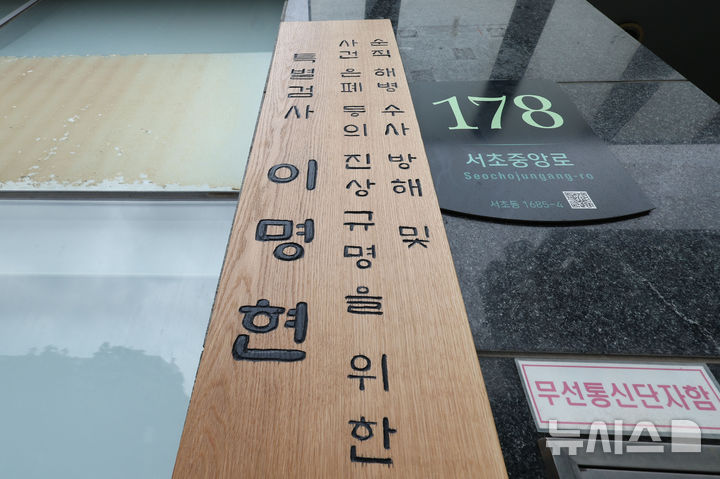 순직 해병 수사 방해 및
사건 은폐 등의 진상 규명을 위한
특별검사
이명현
178
서초중앙로
Seochojungang-ro
서초동 1685-4
무선통신단자함
뉴시스